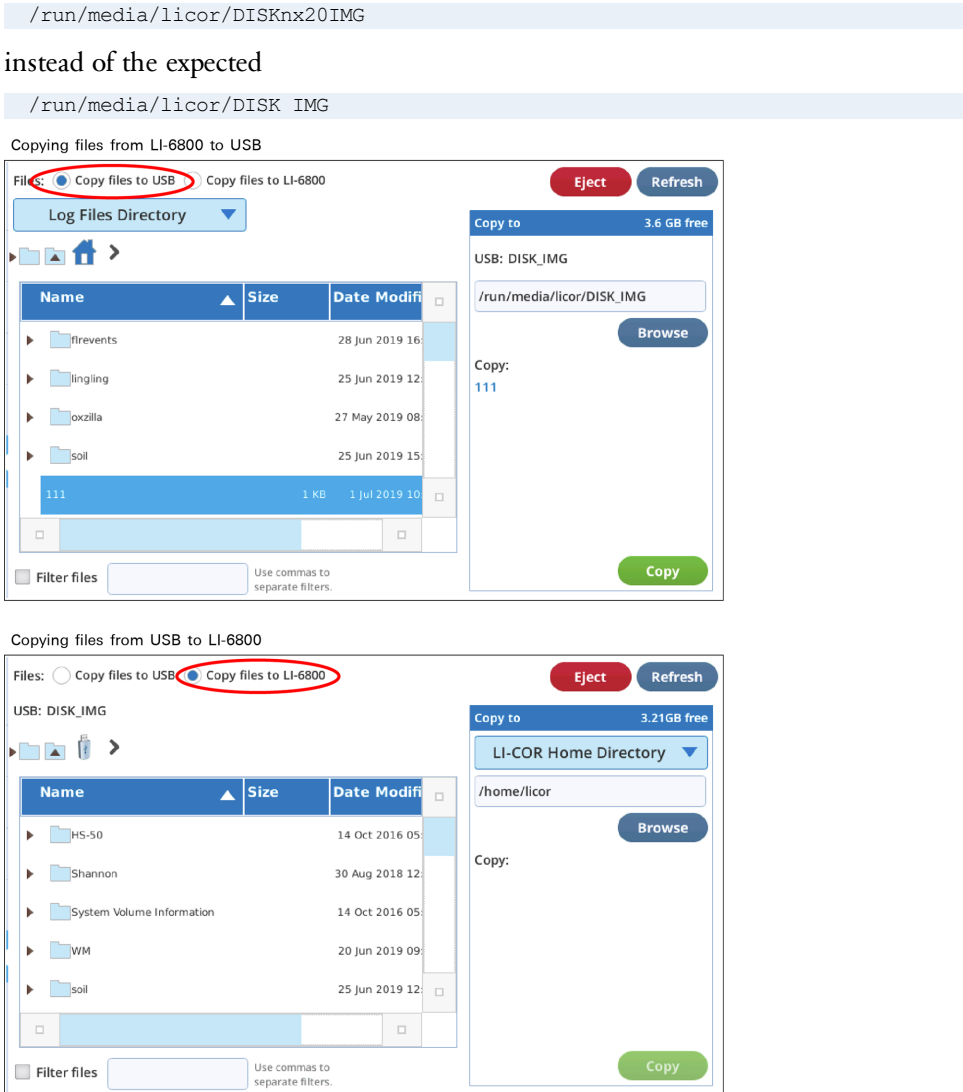 /run/media/licor/DISKnx20IMG
instead of the expected
/run/media/licor/DISK IMG
Copying files from LI-6800 to USB
Files: Copy files to USB Copy files to LI-6800 Eject Refresh
Log Files Directory
Copy to 3.6 GB free
USB: DISK_IMG
/run/media/licor/DISK_IMG
Browse
Copy:
111
Name Size Date Modifi
flrevents 28 Jun 2019 16:
lingling 25 Jun 2019 12:
oxzilla 27 May 2019 08:
soil 25 Jun 2019 15:
111 1 KB 1 Jul 2019 10:
Filter files Use commas to
separate filters.
Copy
Copying files from USB to LI-6800
Files: Copy files to USB Copy files to LI-6800 Eject Refresh
USB: DISK_IMG
Copy to 3.21GB free
LI-COR Home Directory
/home/licor
Browse
Copy:
Name Size Date Modifi
HS-50 14 Oct 2016 05:
Shannon 30 Aug 2018 12:
System Volume Information 14 Oct 2016 05:
WM 20 Jun 2019 09:
soil 25 Jun 2019 12:
Filter files Use commas to
separate filters.
Copy